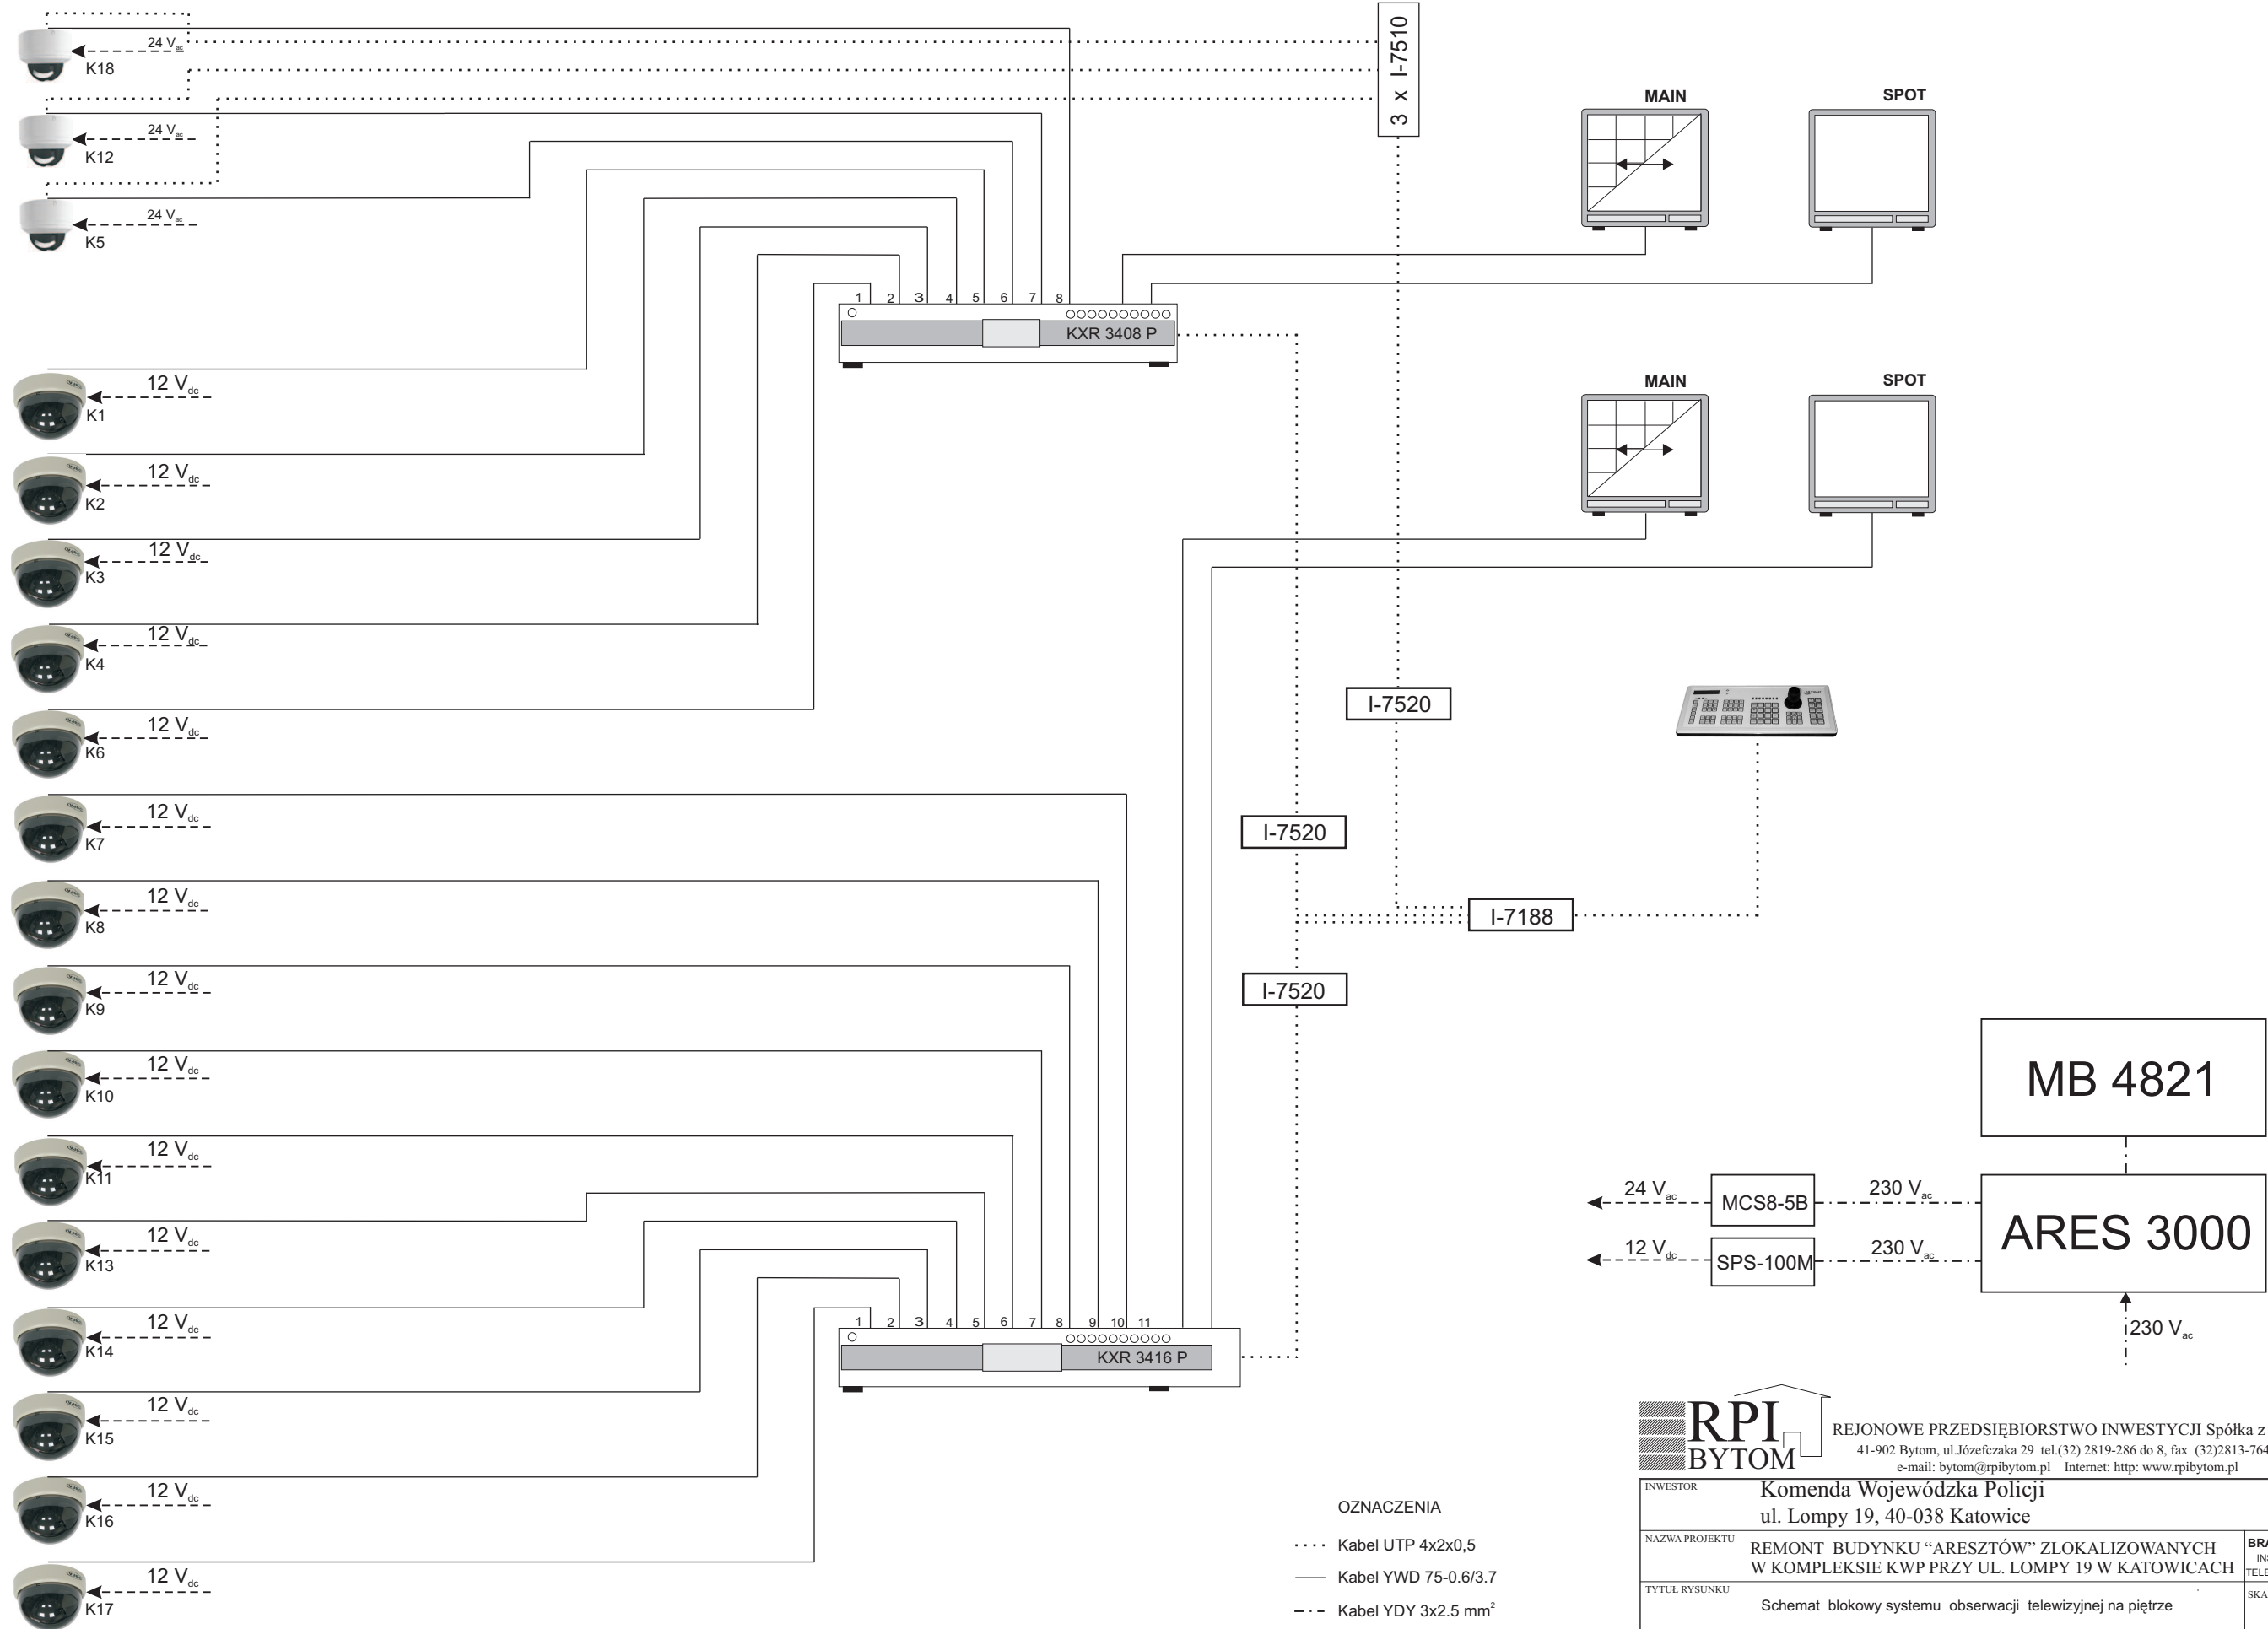 24 Vac
K18
24 Vac
K12
24 Vac
K5
3 x I-7510
MAIN
SPOT
1 2 3 4 5 6 7 8
KXR 3408 P
12 Vdc
K1
12 Vdc
K2
12 Vdc
K3
12 Vdc
K4
12 Vdc
K6
12 Vdc
K7
12 Vdc
K8
12 Vdc
K9
12 Vdc
K10
12 Vdc
K11
12 Vdc
K13
12 Vdc
K14
12 Vdc
K15
12 Vdc
K16
12 Vdc
K17
MAIN
SPOT
I-7520
I-7520
I-7188
I-7520
1 2 3 4 5 6 7 8 9 10 11
KXR 3416 P
MB 4821
24 Vac
MCS8-5B
230 Vac
ARES 3000
12 Vdc
SPS-100M
230 Vac
230 Vac
OZNACZENIA
Kabel UTP 4x2x0,5
Kabel YWD 75-0.6/3.7
Kabel YDY 3x2.5 mm²
RPI
BYTOM
REJONOWE PRZEDSIĘBIORSTWO INWESTYCJI Spółka z
41-902 Bytom, ul.Józefczaka 29 tel.(32) 2819-286 do 8, fax (32)2813-764
e-mail: bytom@rpibytom.pl Internet: http: www.rpibytom.pl
INWESTOR
Komenda Wojewódzka Policji
ul. Lompy 19, 40-038 Katowice
NAZWA PROJEKTU
REMONT BUDYNKU “ARESZTÓW” ZLOKALIZOWANYCH
W KOMPLEKSIE KWP PRZY UL. LOMPY 19 W KATOWICACH
TYTUŁ RYSUNKU
Schemat blokowy systemu obserwacji telewizyjnej na piętrze